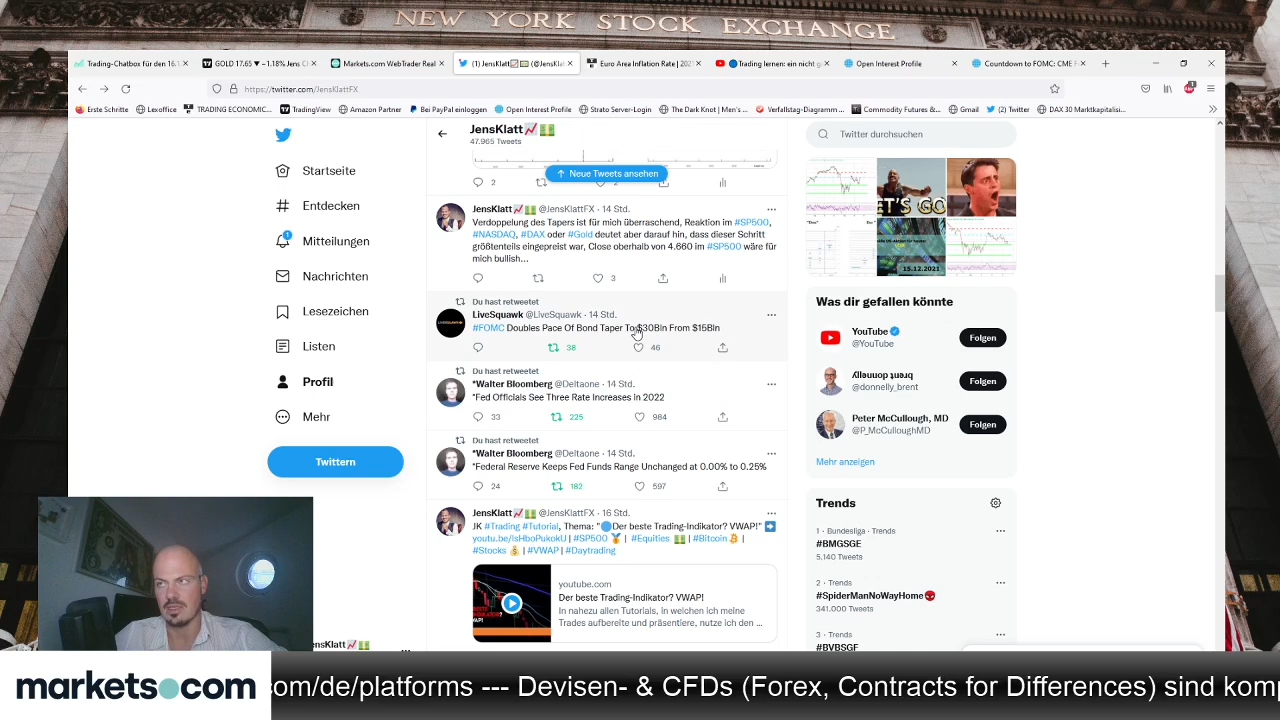 NEW YORK STOCK EXCHANGE
Trading-Chatbox für den 16.1
GOLD 17.65 ▼ −1.18% Jens
Markets.com WebTrader Real
(1) JensKlatt📈💵 (@JensKla
Euro Area Inflation Rate | 2021
🔵Trading lernen: ein nicht g
Open Interest Profile
Countdown to FOMC: CME F
https://twitter.com/JensKlattFX
Erste Schritte
Lexoffice
TRADING ECONOMIC...
TradingView
Amazon Partner
Bei PayPal einloggen
Open Interest Profile
Strato Server-Login
The Dark Knot | Men's ...
Verfallstag-Diagramm ...
Commodity Futures &...
Gmail
(2) Twitter
DAX 30 Marktkapitalisi...
JensKlatt📈💵
47.965 Tweets
Twitter durchsuchen
↑ Neue Tweets ansehen
2 2
Startseite
Entdecken
1
Mitteilungen
Nachrichten
Lesezeichen
Listen
Profil
Mehr
Twittern
JensKlatt📈💵 @JensKlattFX · 14 Std.
Verdoppelung des Tapers ist für mich überraschend, Reaktion im #SP500,
#NASDAQ, #DAX oder #Gold deutet aber darauf hin, dass dieser Schritt
größtenteils eingepreist war, Close oberhalb von 4.660 im #SP500 wäre für
mich bullish...
3
Du hast retweetet
LiveSquawk @LiveSquawk · 14 Std.
#FOMC Doubles Pace Of Bond Taper To $30Bln From $15Bln
38 46
Du hast retweetet
*Walter Bloomberg @Deltaone · 14 Std.
*Fed Officials See Three Rate Increases in 2022
33 225 984
Du hast retweetet
*Walter Bloomberg @Deltaone · 14 Std.
*Federal Reserve Keeps Fed Funds Range Unchanged at 0.00% to 0.25%
24 182 597
JensKlatt📈💵 @JensKlattFX · 16 Std.
JK #Trading #Tutorial, Thema: "🔵Der beste Trading-Indikator? VWAP!" ➡
youtu.be/lsHboPukokU | #SP500 🏅 | #Equities 💵 | #Bitcoin₿ |
#Stocks 💰 | #VWAP | #Daytrading
youtube.com
Der beste Trading-Indikator? VWAP!
In nahezu allen Tutorials, in welchen ich meine
Trades aufbereite und präsentiere, nutze ich den ...
15.12.2021
Was dir gefallen könnte
YouTube
@YouTube
Folgen
ʎllǝuuop ʇuǝɹq
@donnelly_brent
Folgen
Peter McCullough, MD
@P_McCulloughMD
Folgen
Mehr anzeigen
Trends
1 · Bundesliga · Trends
#BMGSGE
5.140 Tweets
2 · Trends
#SpiderManNoWayHome
341.000 Tweets
3 · Trends
#BVBSGF
nsKlatt📈💵
markets.com
com/de/platforms --- Devisen- & CFDs (Forex, Contracts for Differences) sind komp